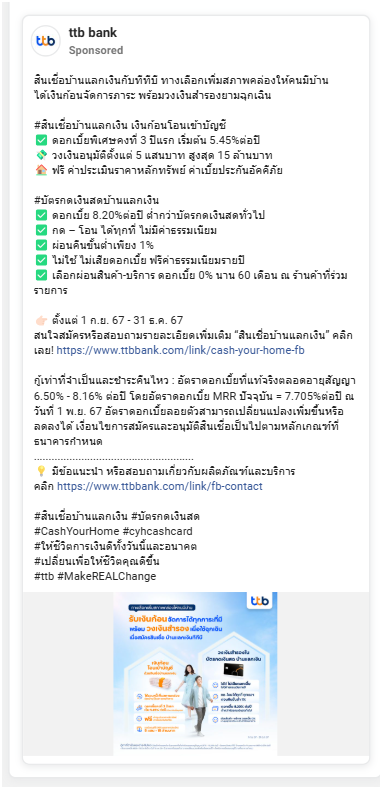 ttb
ttb bank
Sponsored
สินเชื่อบ้านแลกเงินกับทีทีบี ทางเลือกเพิ่มสภาพคล่องให้คนมีบ้าน
ได้เงินก้อนจัดการภาระ พร้อมวงเงินสำรองยามฉุกเฉิน
#สินเชื่อบ้านแลกเงิน เงินก้อนโอนเข้าบัญชี
✅ ดอกเบี้ยพิเศษคงที่ 3 ปีแรก เริ่มต้น 5.45%ต่อปี
💸 วงเงินอนุมัติตั้งแต่ 5 แสนบาท สูงสุด 15 ล้านบาท
🏠 ฟรี ค่าประเมินราคาหลักทรัพย์ ค่าเบี้ยประกันอัคคีภัย
#บัตรกดเงินสดบ้านแลกเงิน
✅ ดอกเบี้ย 8.20%ต่อปี ต่ำกว่าบัตรกดเงินสดทั่วไป
✅ กด – โอน ได้ทุกที่ ไม่มีค่าธรรมเนียม
✅ ผ่อนคืนขั้นต่ำเพียง 1%
✅ ไม่ใช้ ไม่เสียดอกเบี้ย ฟรีค่าธรรมเนียมรายปี
✅ เลือกผ่อนสินค้า-บริการ ดอกเบี้ย 0% นาน 60 เดือน ณ ร้านค้าที่ร่วม
รายการ
👉🏻 ตั้งแต่ 1 ก.ย. 67 - 31 ธ.ค. 67
สนใจสมัครหรือสอบถามรายละเอียดเพิ่มเติม “สินเชื่อบ้านแลกเงิน” คลิก
เลย! https://www.ttbbank.com/link/cash-your-home-fb
กู้เท่าที่จำเป็นและชำระคืนไหว : อัตราดอกเบี้ยที่แท้จริงตลอดอายุสัญญา
6.50% - 8.16% ต่อปี โดยอัตราดอกเบี้ย MRR ปัจจุบัน = 7.705%ต่อปี ณ
วันที่ 1 พ.ย. 67 อัตราดอกเบี้ยลอยตัวสามารถเปลี่ยนแปลงเพิ่มขึ้นหรือ
ลดลงได้ เงื่อนไขการสมัครและอนุมัติสินเชื่อเป็นไปตามหลักเกณฑ์ที่
ธนาคารกำหนด
......................................................
💡 มีข้อแนะนำ หรือสอบถามเกี่ยวกับผลิตภัณฑ์และบริการ
คลิก https://www.ttbbank.com/link/fb-contact
#สินเชื่อบ้านแลกเงิน #บัตรกดเงินสด
#CashYourHome #cyhcashcard
#ให้ชีวิตการเงินดีทั้งวันนี้และอนาคต
#เปลี่ยนเพื่อให้ชีวิตคุณดีขึ้น
#ttb #MakeREALChange
ttb
รับเงินก้อน จัดการได้ทุกภาระที่มี
พร้อม วงเงินสำรอง เผื่อใช้ฉุกเฉิน
เมื่อสมัครสินเชื่อ บ้านแลกเงินทีทีบี
ฟรี